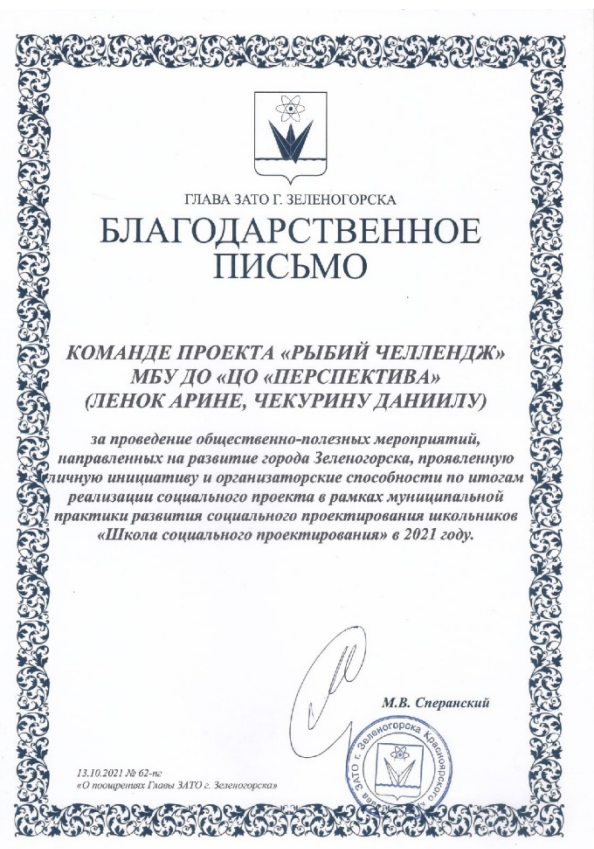 ГЛАВА ЗАТО Г. ЗЕЛЕНОГОРСКА
БЛАГОДАРСТВЕННОЕ
ПИСЬМО
КОМАНДЕ ПРОЕКТА «РЫБИЙ ЧЕЛЛЕНДЖ»
МБУ ДО «ЦО «ПЕРСПЕКТИВА»
(ЛЕНОК АРИНЕ, ЧЕКУРИНУ ДАНИИЛУ)
за проведение общественно-полезных мероприятий,
направленных на развитие города Зеленогорска, проявленную
личную инициативу и организаторские способности по итогам
реализации социального проекта в рамках муниципальной
практики развития социального проектирования школьников
«Школа социального проектирования» в 2021 году.
М.В. Сперанский
ЗАТО г. Зеленогорска Красноярского
13.10.2021 № 62-пг
«О поощрениях Главы ЗАТО г. Зеленогорска»